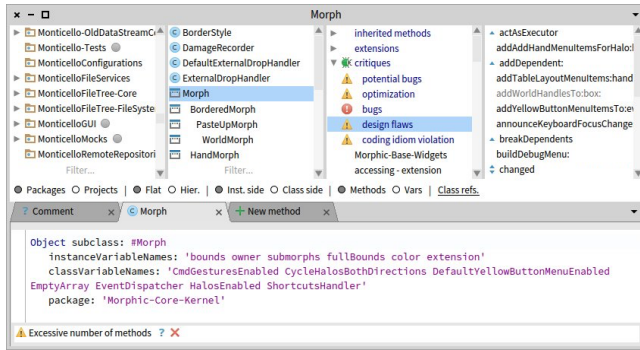 Morph
Monticello-OldDataStreamC
Monticello-Tests
MonticelloConfigurations
MonticelloFileServices
MonticelloFileTree-Core
MonticelloFileTree-FileSyste
MonticelloGUI
MonticelloMocks
MonticelloRemoteRepositori
Filter...
BorderStyle
DamageRecorder
DefaultExternalDropHandler
ExternalDropHandler
Morph
BorderedMorph
PasteUpMorph
WorldMorph
HandMorph
Filter...
inherited methods
extensions
critiques
potential bugs
optimization
bugs
design flaws
coding idiom violation
Morphic-Base-Widgets
accessing - extension
actAsExecutor
addAddHandMenuItemsForHalo:
addDependent:
addTableLayoutMenuItems:hand
addWorldHandlesTo:box:
addYellowButtonMenuItemsTo:ev
announceKeyboardFocusChange
breakDependents
buildDebugMenu:
changed
Packages Projects | Flat Hier. | Inst. side Class side | Methods Vars | Class refs.
? Comment x Morph x + New method x
Object subclass: #Morph
instanceVariableNames: 'bounds owner submorphs fullBounds color extension'
classVariableNames: 'CmdGesturesEnabled CycleHalosBothDirections DefaultYellowButtonMenuEnabled
EmptyArray EventDispatcher HalosEnabled ShortcutsHandler'
package: 'Morphic-Core-Kernel'
Excessive number of methods ?